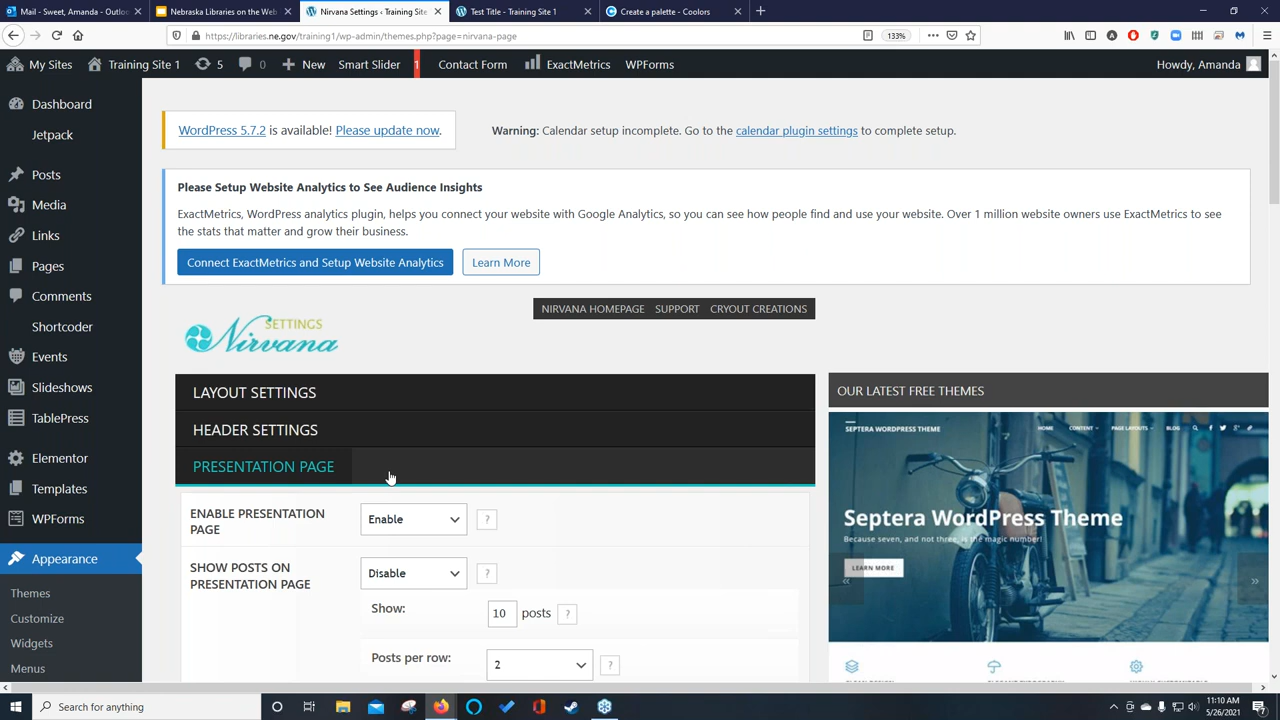 Sweet, Amanda - Outlo
Nebraska Libraries on the Web
Nirvana Settings ‹ Training Site
Test Title - Training Site 1
Create a palette - Coolors
https://libraries.ne.gov/training1/wp-admin/themes.php?page=nirvana-page
133%
My Sites
Training Site 1
5
0
New
Smart Slider
1
Contact Form
ExactMetrics
WPForms
Howdy, Amanda
Dashboard
Jetpack
Posts
Media
Links
Pages
Comments
Shortcoder
Events
Slideshows
TablePress
Elementor
Templates
WPForms
Appearance
Themes
Customize
Widgets
Menus
WordPress 5.7.2 is available! Please update now.
Warning: Calendar setup incomplete. Go to the calendar plugin settings to complete setup.
Please Setup Website Analytics to See Audience Insights
ExactMetrics, WordPress analytics plugin, helps you connect your website with Google Analytics, so you can see how people find and use your website. Over 1 million website owners use ExactMetrics to see
the stats that matter and grow their business.
Connect ExactMetrics and Setup Website Analytics
Learn More
NIRVANA HOMEPAGE SUPPORT CRYOUT CREATIONS
SETTINGS
Nirvana
LAYOUT SETTINGS
HEADER SETTINGS
PRESENTATION PAGE
ENABLE PRESENTATION
PAGE
Enable
?
SHOW POSTS ON
PRESENTATION PAGE
Disable
?
Show:
10
posts
?
Posts per row:
2
?
OUR LATEST FREE THEMES
SEPTERA WORDPRESS THEME
HOME CONTENT PAGE LAYOUTS BLOG
Septera WordPress Theme
Because seven, and not three, is the magic number!
LEARN MORE
Search for anything
11:10 AM
5/26/2021